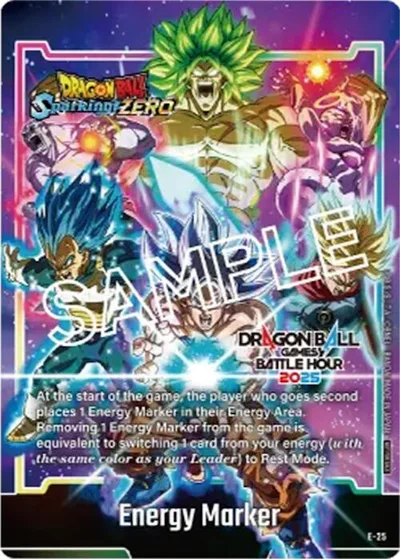 DRAGON BALL
Sparking! ZERO
SAMPLE
DRAGON BALL
GAMES
BATTLE HOUR
2025
At the start of the game, the player who goes second
places 1 Energy Marker in their Energy Area.
Removing 1 Energy Marker from the game is
equivalent to switching 1 card from your energy (with
the same color as your Leader) to Rest Mode.
Energy Marker
E-25